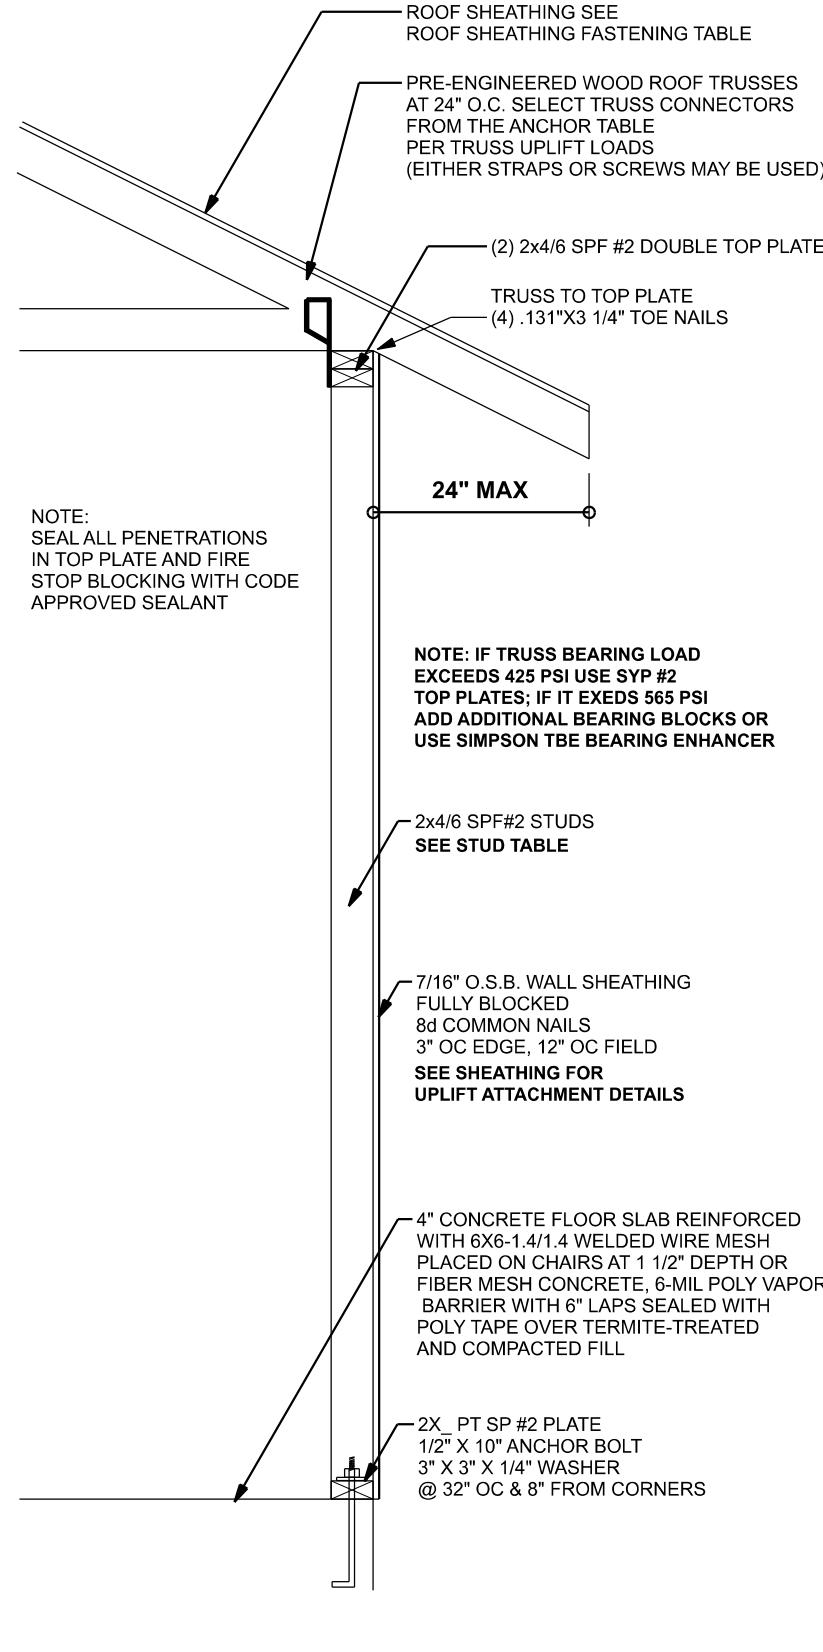 ROOF SHEATHING SEE
ROOF SHEATHING FASTENING TABLE
PRE-ENGINEERED WOOD ROOF TRUSSES
AT 24" O.C. SELECT TRUSS CONNECTORS
FROM THE ANCHOR TABLE
PER TRUSS UPLIFT LOADS
(EITHER STRAPS OR SCREWS MAY BE USED)
(2) 2x4/6 SPF #2 DOUBLE TOP PLATE
TRUSS TO TOP PLATE
(4) .131"X3 1/4" TOE NAILS
24" MAX
NOTE:
SEAL ALL PENETRATIONS
IN TOP PLATE AND FIRE
STOP BLOCKING WITH CODE
APPROVED SEALANT
NOTE: IF TRUSS BEARING LOAD
EXCEEDS 425 PSI USE SYP #2
TOP PLATES; IF IT EXEDS 565 PSI
ADD ADDITIONAL BEARING BLOCKS OR
USE SIMPSON TBE BEARING ENHANCER
2x4/6 SPF#2 STUDS
SEE STUD TABLE
7/16" O.S.B. WALL SHEATHING
FULLY BLOCKED
8d COMMON NAILS
3" OC EDGE, 12" OC FIELD
SEE SHEATHING FOR
UPLIFT ATTACHMENT DETAILS
4" CONCRETE FLOOR SLAB REINFORCED
WITH 6X6-1.4/1.4 WELDED WIRE MESH
PLACED ON CHAIRS AT 1 1/2" DEPTH OR
FIBER MESH CONCRETE, 6-MIL POLY VAPOR
BARRIER WITH 6" LAPS SEALED WITH
POLY TAPE OVER TERMITE-TREATED
AND COMPACTED FILL
2X_ PT SP #2 PLATE
1/2" X 10" ANCHOR BOLT
3" X 3" X 1/4" WASHER
@ 32" OC & 8" FROM CORNERS